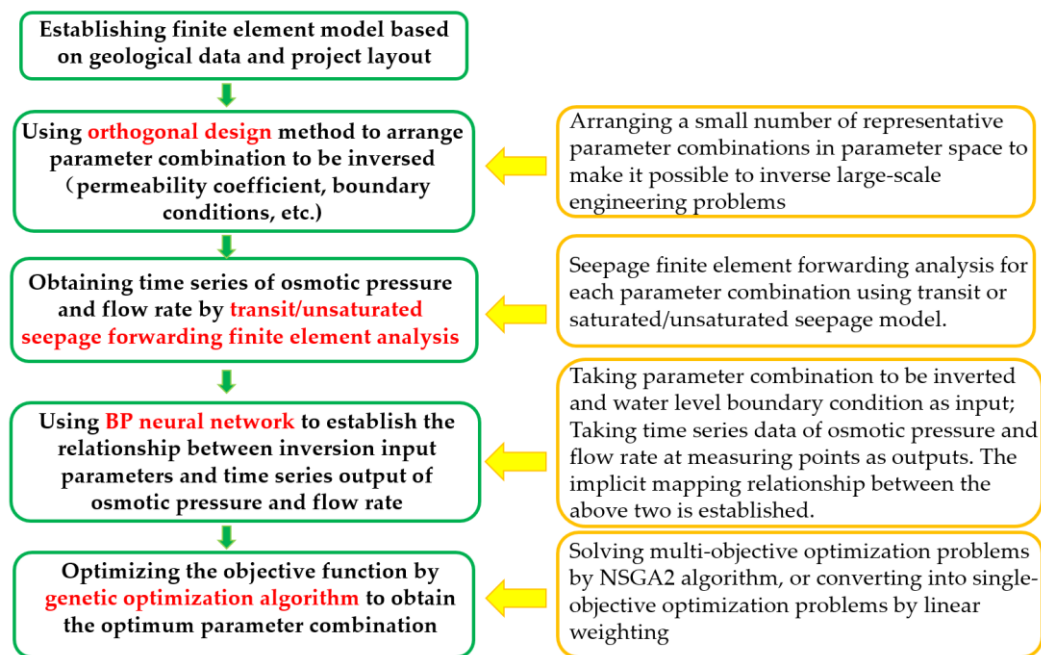 Establishing finite element model based
on geological data and project layout
Using orthogonal design method to arrange
parameter combination to be inversed
（permeability coefficient, boundary
conditions, etc.)
Arranging a small number of representative
parameter combinations in parameter space to
make it possible to inverse large-scale
engineering problems
Obtaining time series of osmotic pressure
and flow rate by transit/unsaturated
seepage forwarding finite element analysis
Seepage finite element forwarding analysis for
each parameter combination using transit or
saturated/unsaturated seepage model.
Using BP neural network to establish the
relationship between inversion input
parameters and time series output of
osmotic pressure and flow rate
Taking parameter combination to be inverted
and water level boundary condition as input;
Taking time series data of osmotic pressure and
flow rate at measuring points as outputs. The
implicit mapping relationship between the
above two is established.
Optimizing the objective function by
genetic optimization algorithm to obtain
the optimum parameter combination
Solving multi-objective optimization problems
by NSGA2 algorithm, or converting into single-
objective optimization problems by linear
weighting